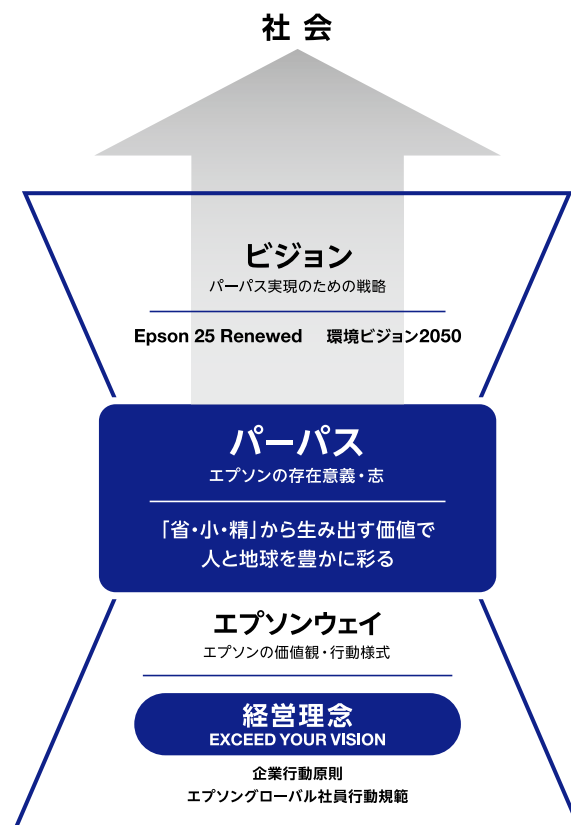 社会
ビジョン
パーパス実現のための戦略
Epson 25 Renewed 環境ビジョン2050
パーパス
エプソンの存在意義・志
「省・小・精」から生み出す価値で
人と地球を豊かに彩る
エプソンウェイ
エプソンの価値観・行動様式
経営理念
EXCEED YOUR VISION
企業行動原則
エプソングローバル社員行動規範